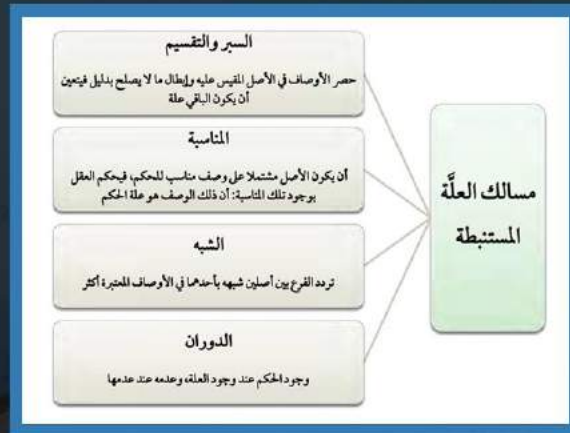 مسالك العلَّة
المستنبطة
السبر والتقسيم
حصر الأوصاف في الأصل المقيس عليه وإبطال ما لا يصلح بدليل فيتعين
أن يكون الباقي علة
المناسبة
أن يكون الأصل مشتملا على وصف مناسب للحكم، فيحكم العقل
بوجود تلك المناسبة: أن ذلك الوصف هو علة الحكم
الشبه
تردد الفرع بين أصلين شبهه بأحدهما في الأوصاف المعتبرة أكثر
الدوران
وجود الحكم عند وجود العلة، وعدمه عند عدمها